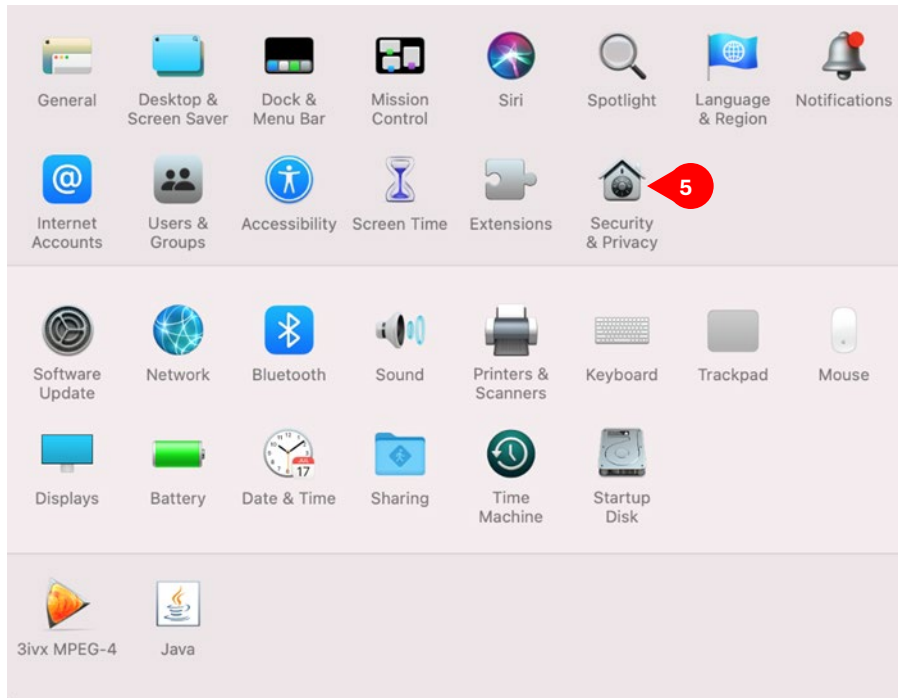 General
Desktop &
Screen Saver
Dock &
Menu Bar
Mission
Control
Siri
Spotlight
Language
& Region
Notifications
Internet
Accounts
Users &
Groups
Accessibility
Screen Time
Extensions
Security
& Privacy
5
Software
Update
Network
Bluetooth
Sound
Printers &
Scanners
Keyboard
Trackpad
Mouse
Displays
Battery
JUL
17
Date & Time
Sharing
Time
Machine
Startup
Disk
3ivx MPEG-4
Java